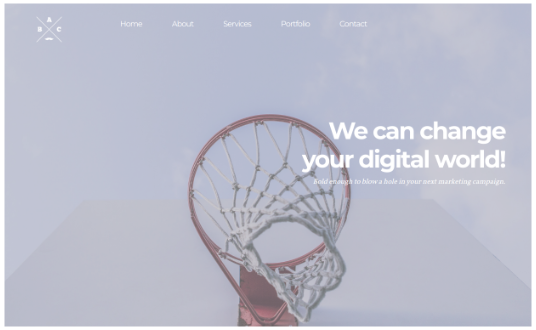 A
B C
Home About Services Portfolio Contact
We can change
your digital world!
Bold enough to blow a hole in your next marketing campaign.